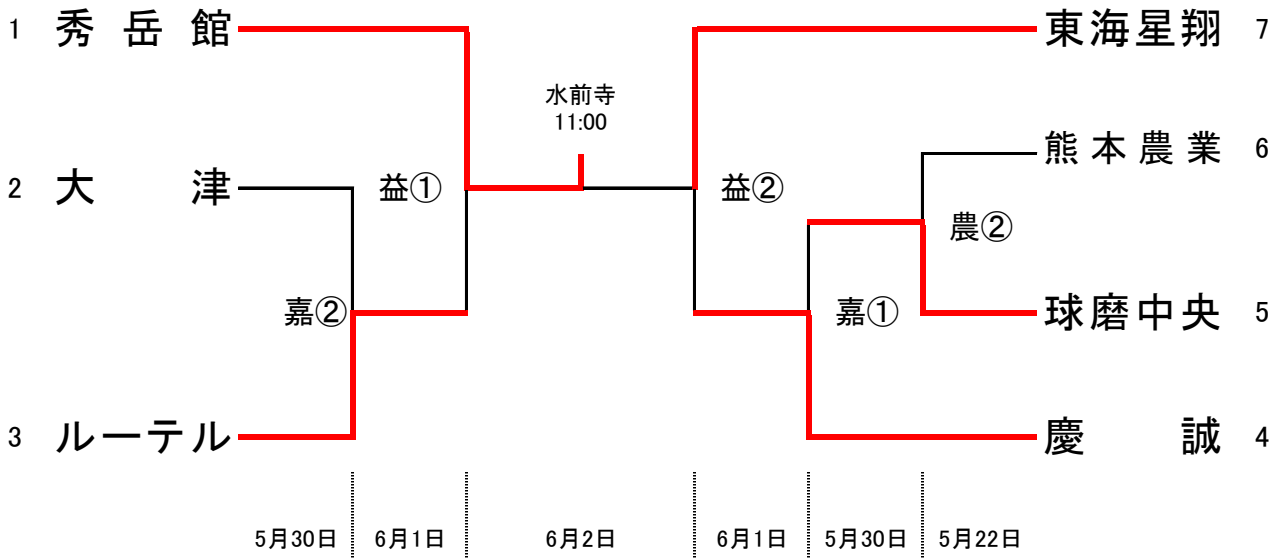 1 秀岳館
東海星翔 7
水前寺
11:00
熊本農業 6
2 大津
益①
益②
農②
嘉②
嘉①
球磨中央 5
3 ルーテル
慶誠 4
5月30日 6月1日 6月2日 6月1日 5月30日 5月22日